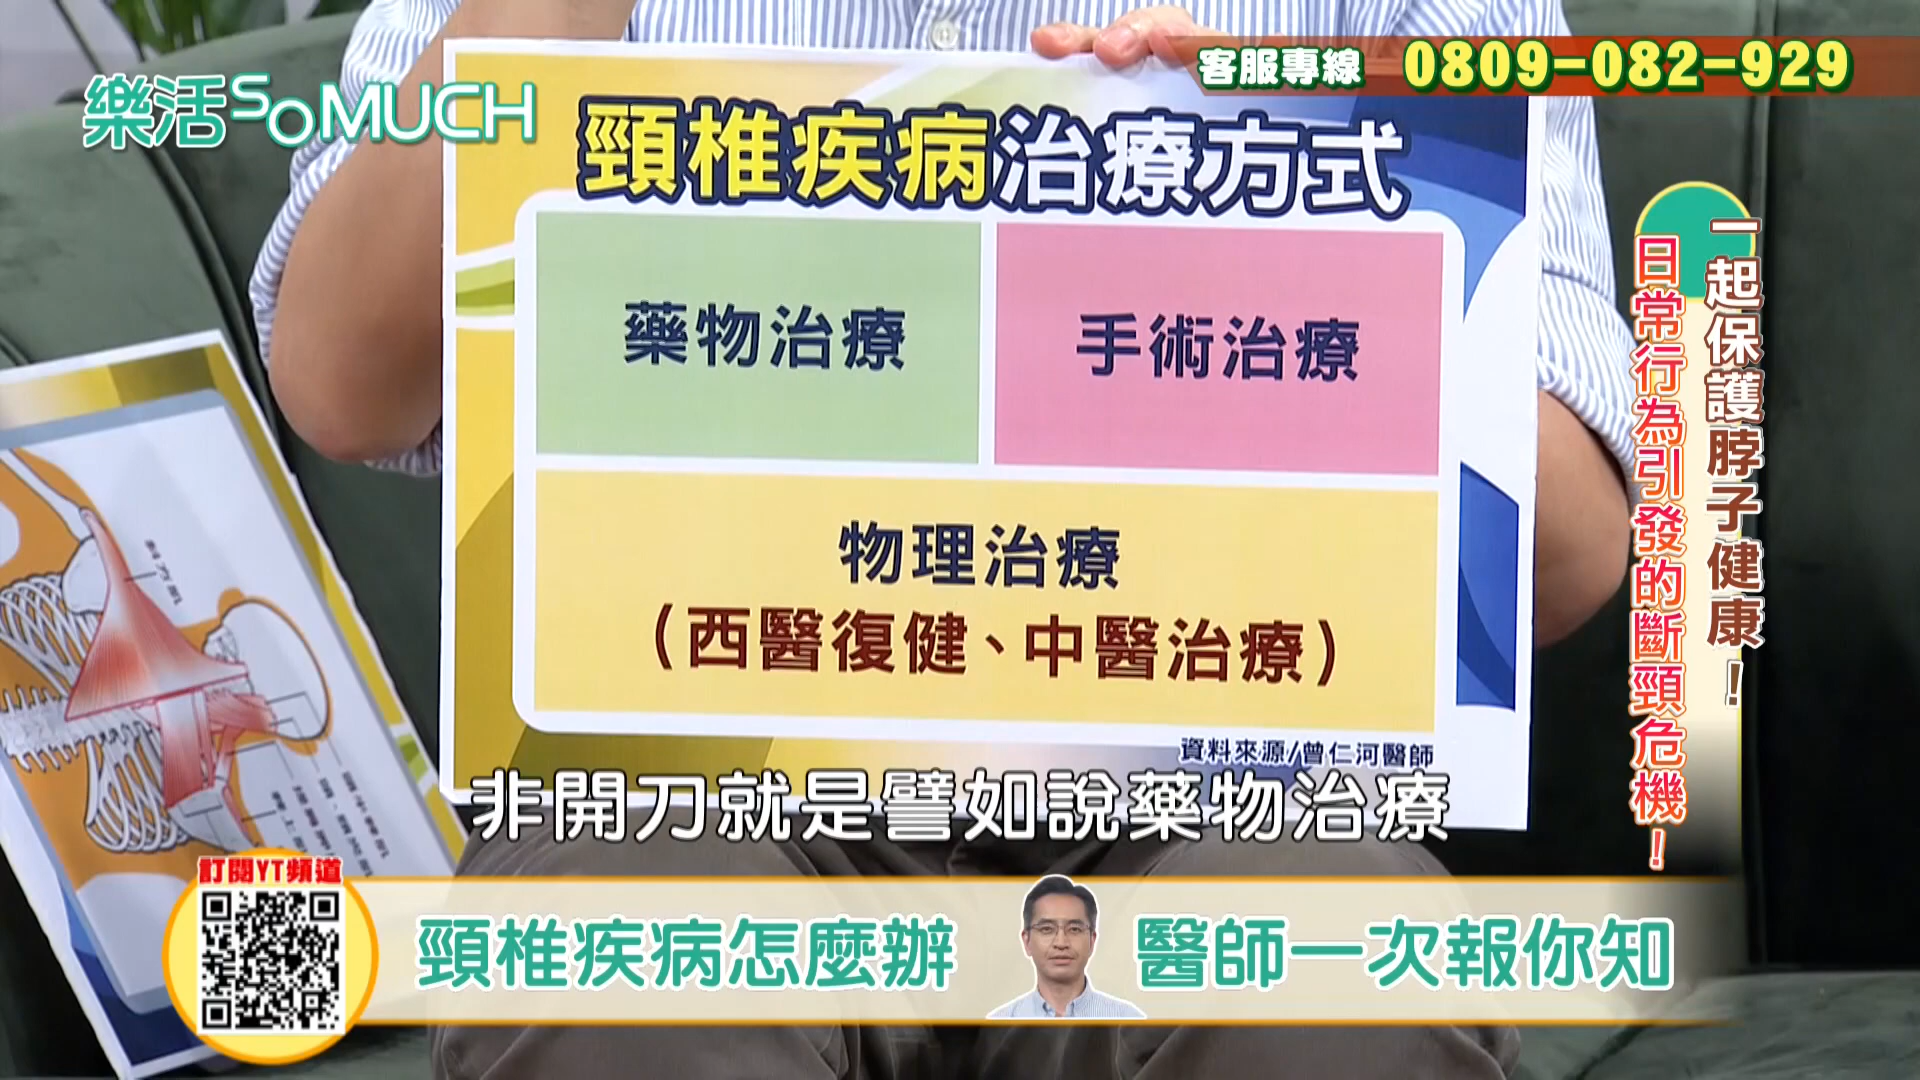 樂活SOMUCH
客服專線 0809-082-929
頸椎疾病治療方式
藥物治療
手術治療
物理治療
(西醫復健、中醫治療)
資料來源/曾仁河醫師
一起保護脖子健康！
日常行為引發的斷頸危機！
非開刀就是譬如說藥物治療
訂閱YT頻道
頸椎疾病怎麼辦
醫師一次報你知